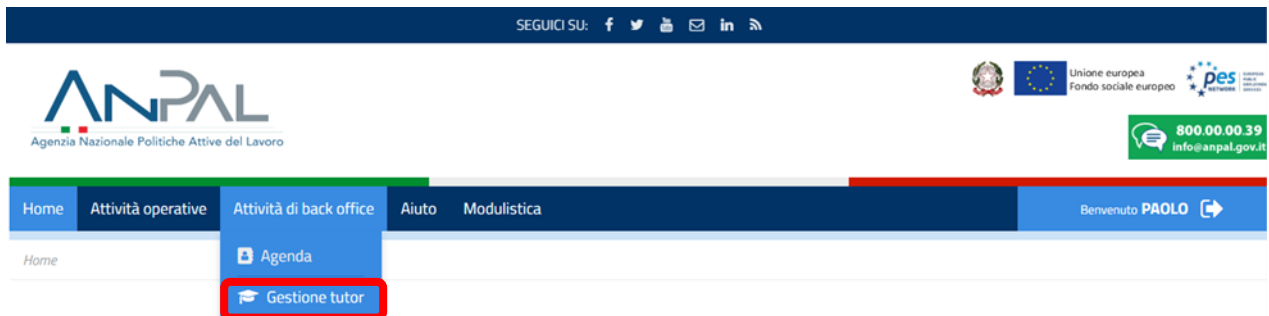 SEGUICI SU:
ANPAL
Agenzia Nazionale Politiche Attive del Lavoro
Unione europea
Fondo sociale europeo
pes
NETWORK
800.00.00.39
info@anpal.gov.it
Home Attività operative Attività di back office Aiuto Modulistica Benvenuto PAOLO
Home
Agenda
Gestione tutor